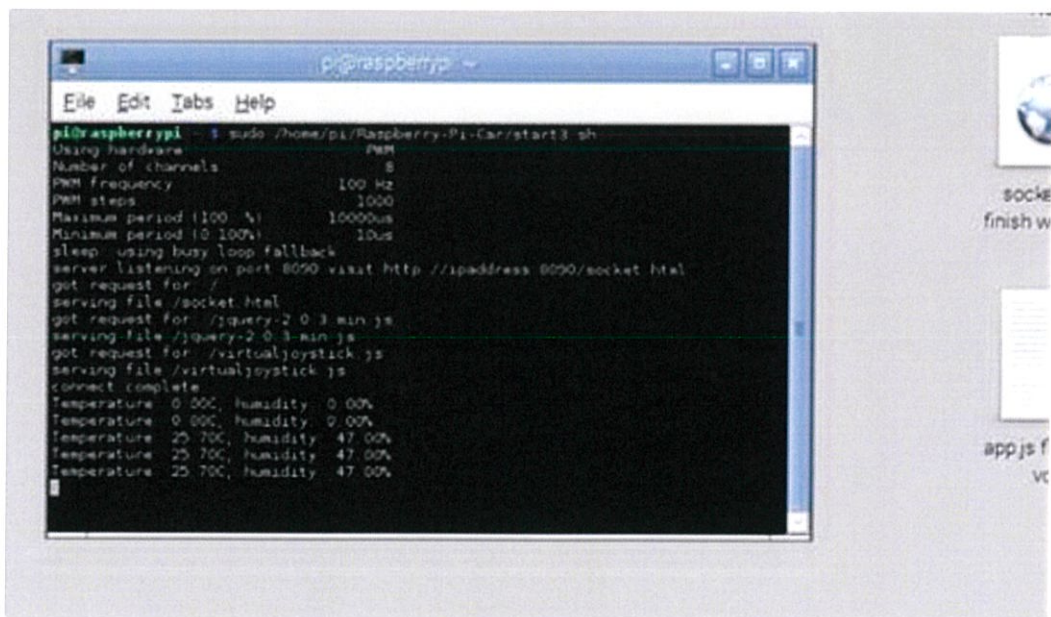 pi@raspberrypi ~
File Edit Tabs Help
pi@raspberrypi ~ $ sudo /home/pi/Raspberry-Pi-Car/start3 sh
Using hardware PWM
Number of channels 8
PWM frequency 100 Hz
PWM steps 1000
Maximum period (100 %) 10000us
Minimum period (0 100%) 10us
sleep using busy loop fallback
server listening on port 8090 visit http //ipaddress 8090/socket html
got request for /
serving file /socket html
got request for /jquery-2 0 3 min js
serving file /jquery-2 0 3-min js
got request for /virtualjoystick js
serving file /virtualjoystick js
connect complete
Temperature 0 00C, humidity 0 00%
Temperature 0 00C, humidity 0 00%
Temperature 25 70C, humidity 47 00%
Temperature 25 70C, humidity 47 00%
Temperature 25 70C, humidity 47 00%
socke
finish w
app.js f